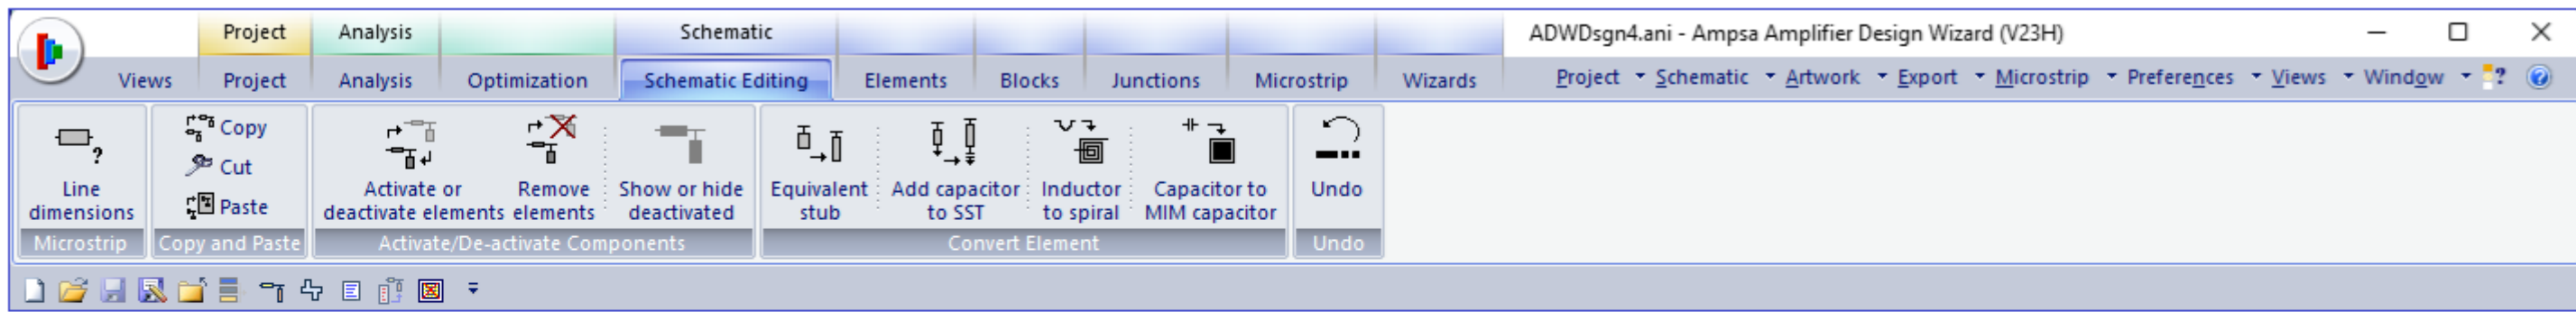 Project Analysis Schematic ADWDsgn4.ani - Ampsa Amplifier Design Wizard (V23H)
Views Project Analysis Optimization Schematic Editing Elements Blocks Junctions Microstrip Wizards Project Schematic Artwork Export Microstrip Preferences Views Window ? ?
Line dimensions
Microstrip
Copy
Cut
Paste
Copy and Paste
Activate or
deactivate elements
Remove
elements
Show or hide
deactivated
Activate/De-activate Components
Equivalent
stub
Add capacitor
to SST
Inductor
to spiral
Capacitor to
MIM capacitor
Convert Element
Undo
Undo